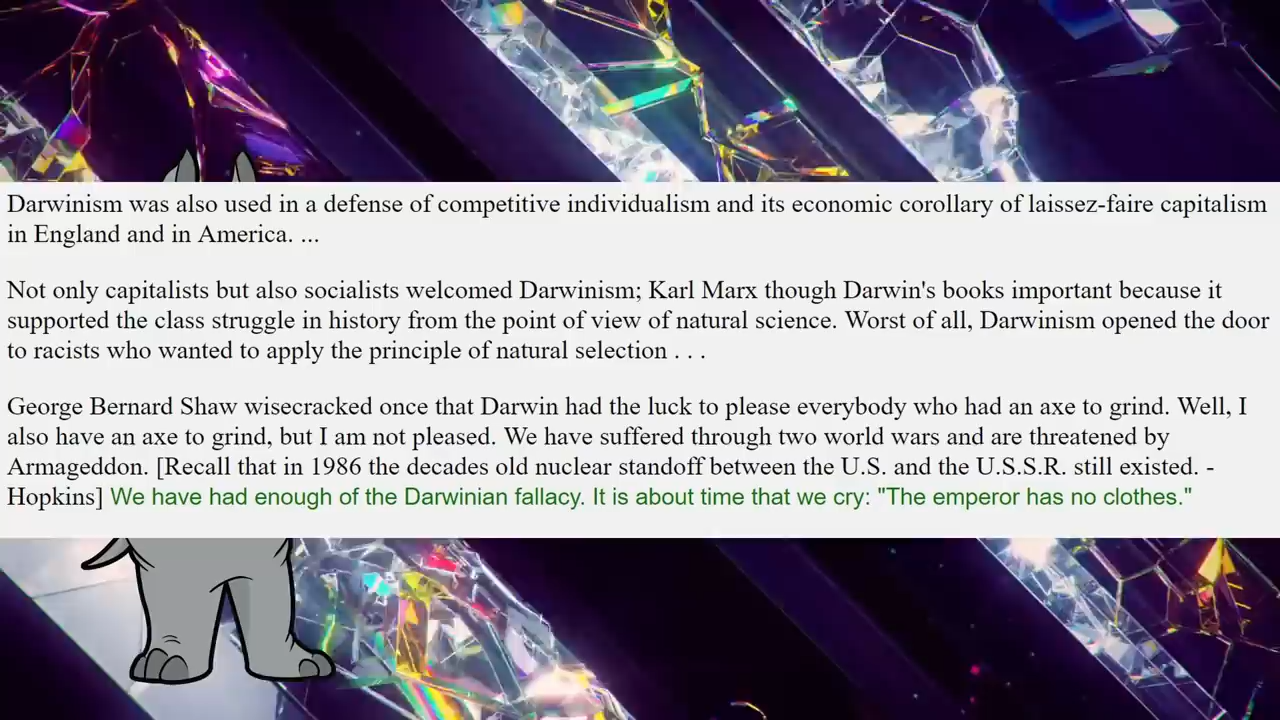 Darwinism was also used in a defense of competitive individualism and its economic corollary of laissez-faire capitalism
in England and in America. ...
Not only capitalists but also socialists welcomed Darwinism; Karl Marx though Darwin's books important because it
supported the class struggle in history from the point of view of natural science. Worst of all, Darwinism opened the door
to racists who wanted to apply the principle of natural selection . . .
George Bernard Shaw wisecracked once that Darwin had the luck to please everybody who had an axe to grind. Well, I
also have an axe to grind, but I am not pleased. We have suffered through two world wars and are threatened by
Armageddon. [Recall that in 1986 the decades old nuclear standoff between the U.S. and the U.S.S.R. still existed. -
Hopkins] We have had enough of the Darwinian fallacy. It is about time that we cry: "The emperor has no clothes."